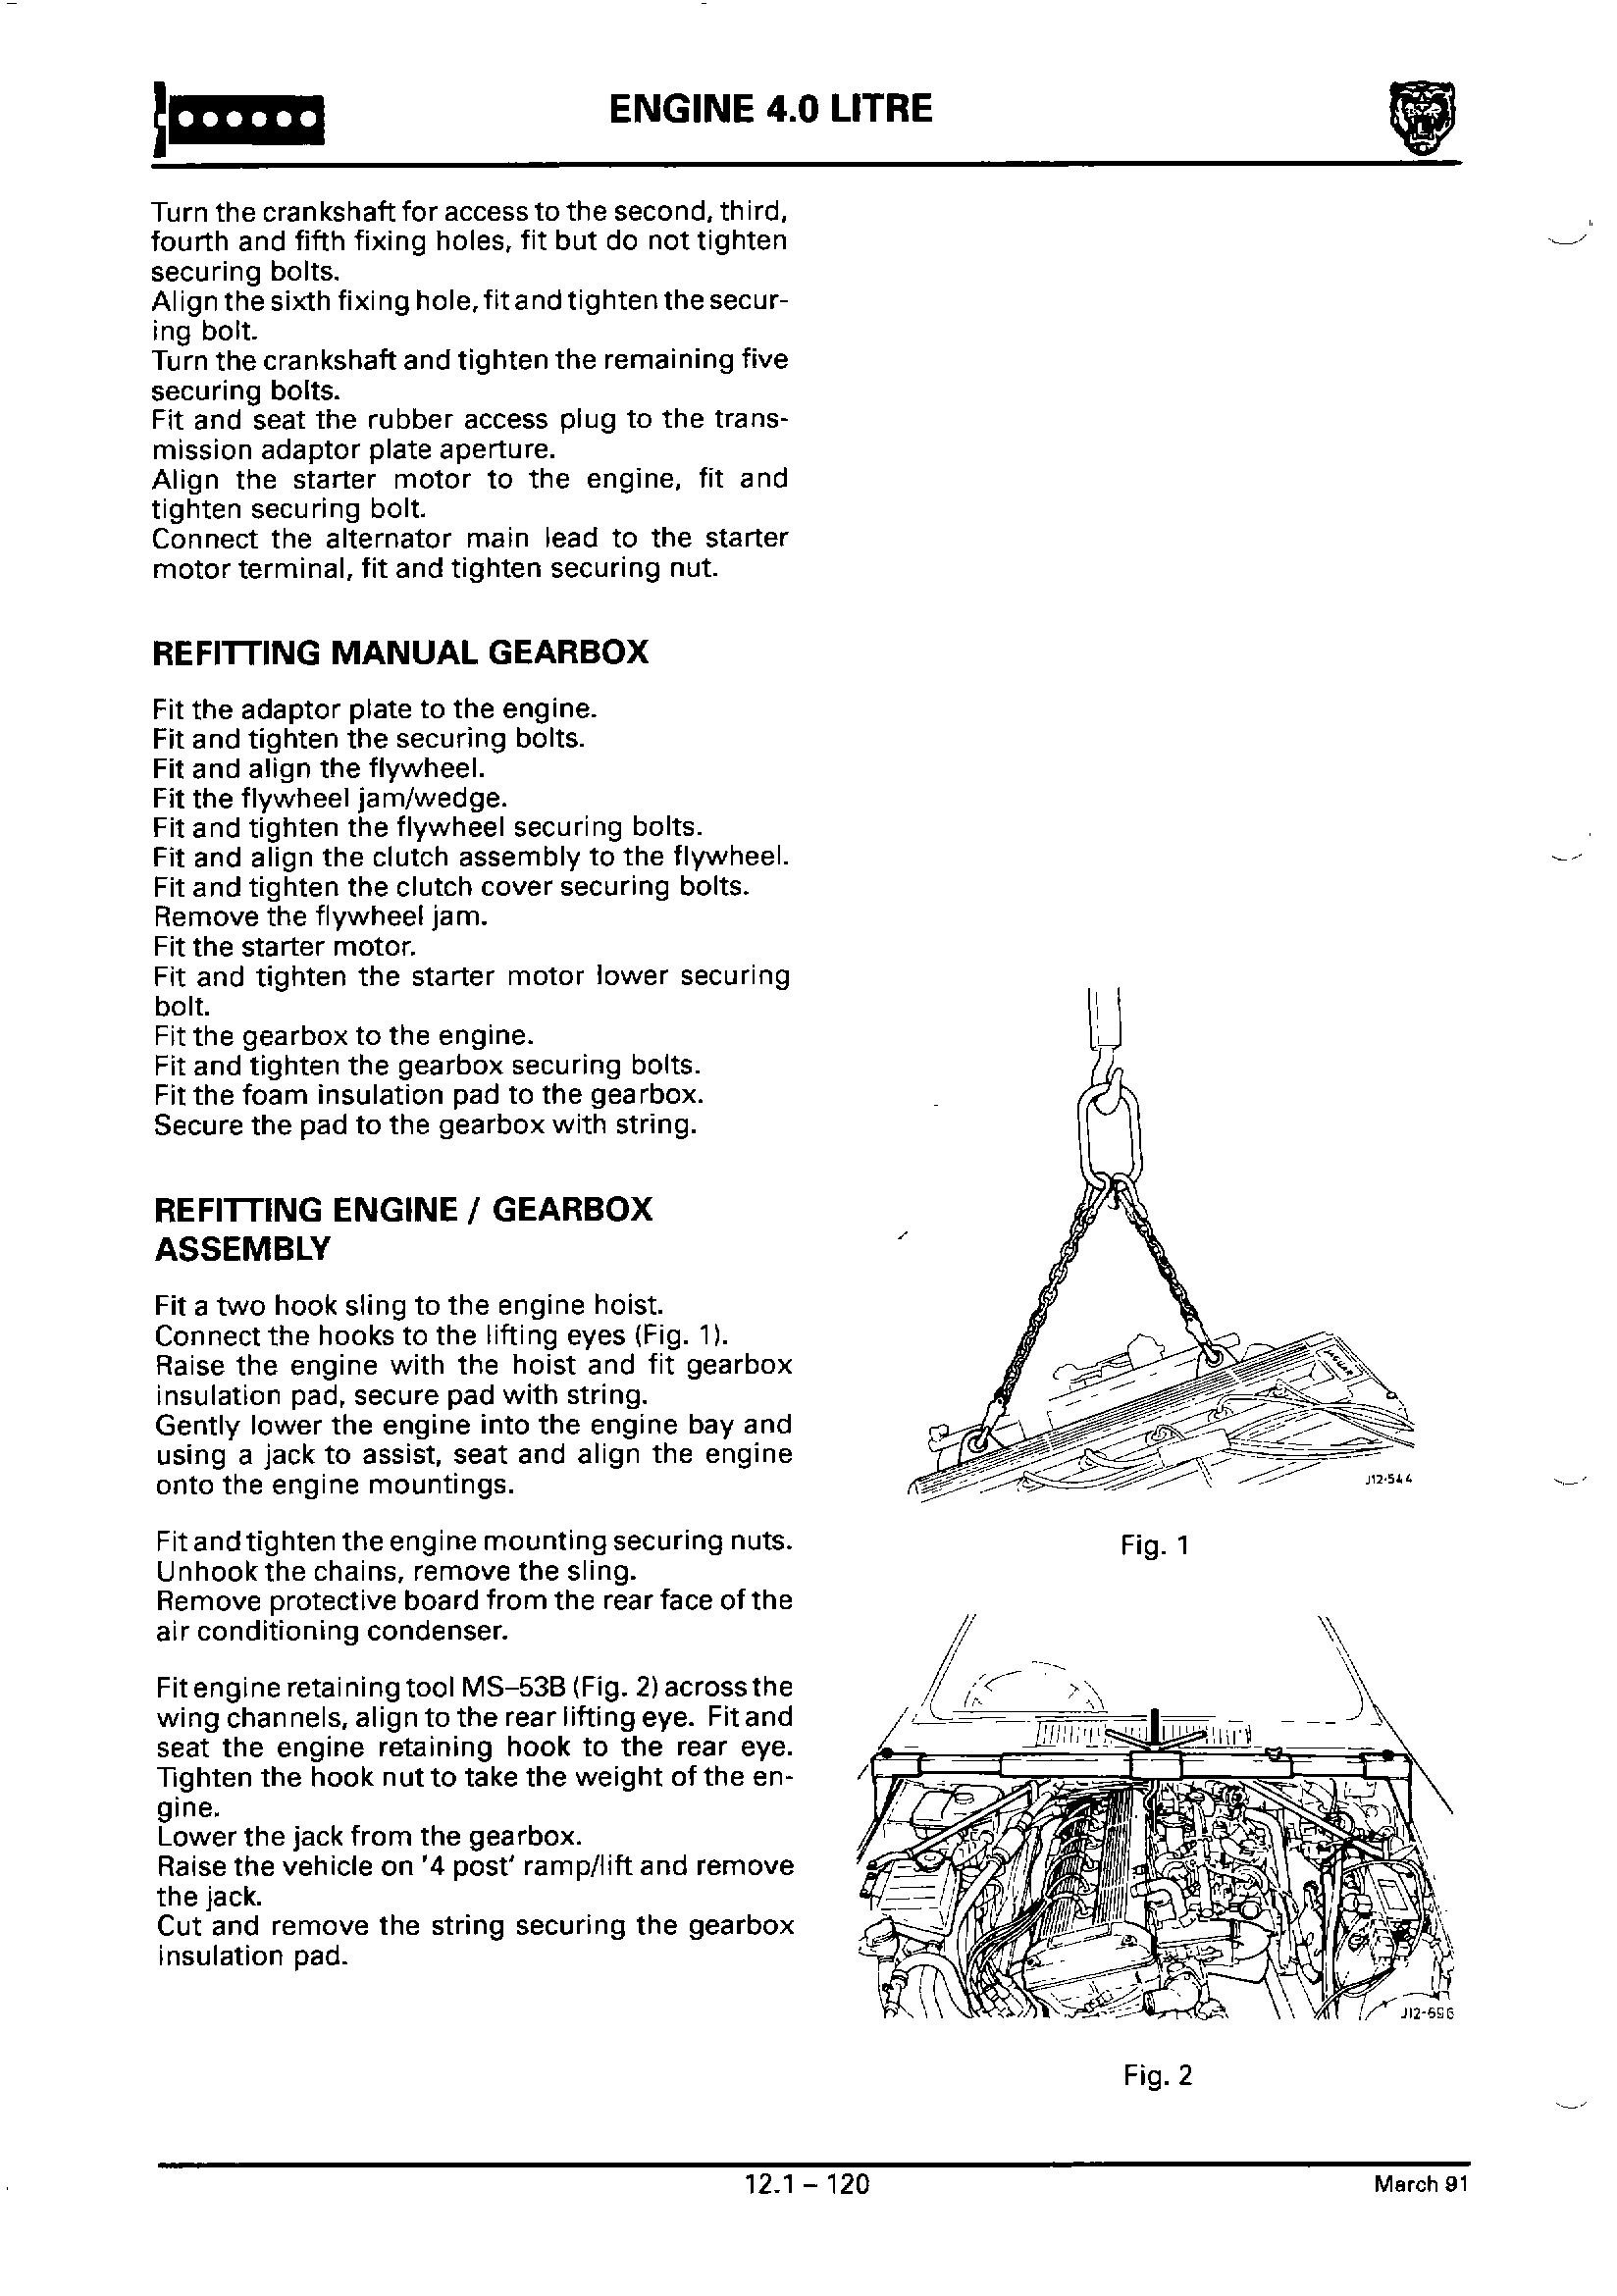 ENGINE 4.0 LITRE
Turn the crankshaft for access to the second, third,
fourth and fifth fixing holes, fit but do not tighten
securing bolts.
Align the sixth fixing hole, fit and tighten the secur-
ing bolt.
Turn the crankshaft and tighten the remaining five
securing bolts.
Fit and seat the rubber access plug to the trans-
mission adaptor plate aperture.
Align the starter motor to the engine, fit and
tighten securing bolt.
Connect the alternator main lead to the starter
motor terminal, fit and tighten securing nut.
REFITTING MANUAL GEARBOX
Fit the adaptor plate to the engine.
Fit and tighten the securing bolts.
Fit and align the flywheel.
Fit the flywheel jam/wedge.
Fit and tighten the flywheel securing bolts.
Fit and align the clutch assembly to the flywheel.
Fit and tighten the clutch cover securing bolts.
Remove the flywheel jam.
Fit the starter motor.
Fit and tighten the starter motor lower securing
bolt.
Fit the gearbox to the engine.
Fit and tighten the gearbox securing bolts.
Fit the foam insulation pad to the gearbox.
Secure the pad to the gearbox with string.
REFITTING ENGINE / GEARBOX
ASSEMBLY
Fit a two hook sling to the engine hoist.
Connect the hooks to the lifting eyes (Fig. 1).
Raise the engine with the hoist and fit gearbox
insulation pad, secure pad with string.
Gently lower the engine into the engine bay and
using a jack to assist, seat and align the engine
onto the engine mountings.
Fit and tighten the engine mounting securing nuts.
Unhook the chains, remove the sling.
Remove protective board from the rear face of the
air conditioning condenser.
Fit engine retaining tool MS–53B (Fig. 2) across the
wing channels, align to the rear lifting eye. Fit and
seat the engine retaining hook to the rear eye.
Tighten the hook nut to take the weight of the en-
gine.
Lower the jack from the gearbox.
Raise the vehicle on '4 post' ramp/lift and remove
the jack.
Cut and remove the string securing the gearbox
insulation pad.
JAGUAR
J12-544
Fig. 1
J12-596
Fig. 2
12.1 – 120
March 91